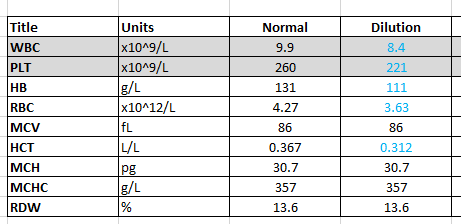 Title Units Normal Dilution
WBC x10^9/L 9.9 8.4
PLT x10^9/L 260 221
HB g/L 131 111
RBC x10^12/L 4.27 3.63
MCV fL 86 86
HCT L/L 0.367 0.312
MCH pg 30.7 30.7
MCHC g/L 357 357
RDW % 13.6 13.6